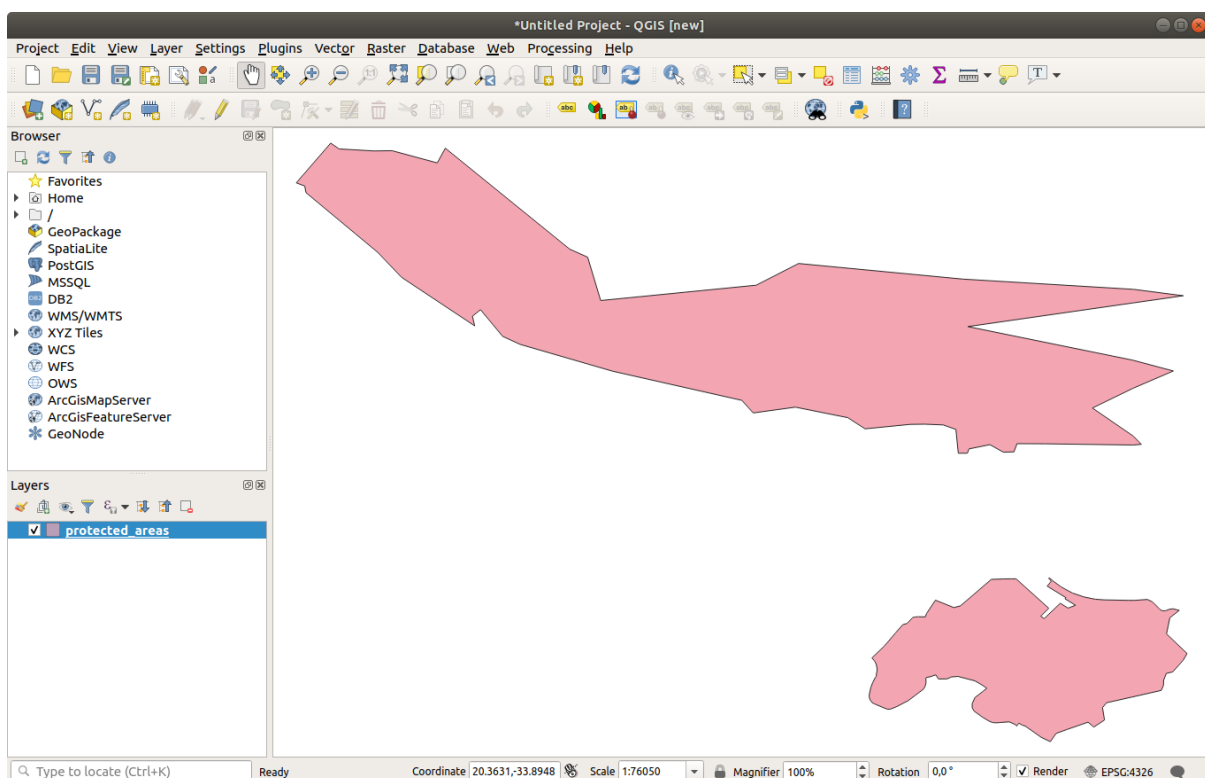 *Untitled Project - QGIS [new]
Project Edit View Layer Settings Plugins Vector Raster Database Web Processing Help
Browser
Favorites
Home
/
GeoPackage
SpatiaLite
PostGIS
MSSQL
DB2
WMS/WMTS
XYZ Tiles
WCS
WFS
OWS
ArcGisMapServer
ArcGisFeatureServer
GeoNode
Layers
protected_areas
Type to locate (Ctrl+K) Ready Coordinate 20.3631,-33.8948 Scale 1:76050 Magnifier 100% Rotation 0,0 ° Render EPSG:4326